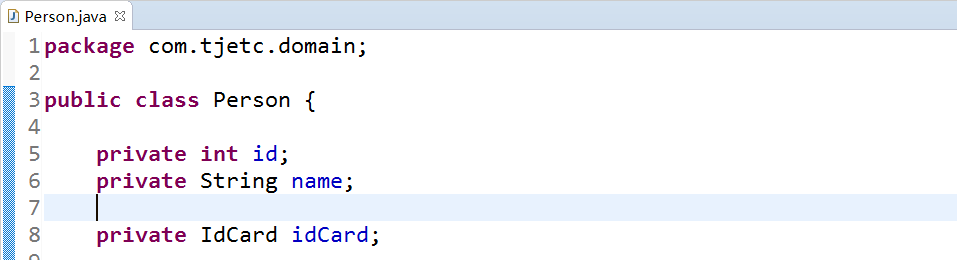 Person.java
1 package com.tjetc.domain;
2
3 public class Person {
4
5 private int id;
6 private String name;
7
8 private IdCard idCard;